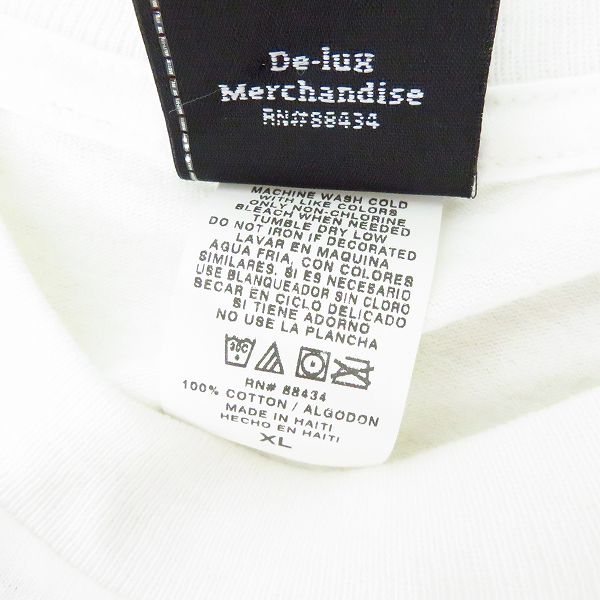 De-lux
Merchandise
RN#88434
MACHINE WASH COLD
WITH LIKE COLORS
ONLY NON-CHLORINE
BLEACH WHEN NEEDED
TUMBLE DRY LOW
DO NOT IRON IF DECORATED
LAVAR EN MAQUINA
AGUA FRIA, CON COLORES
SIMILARES. SI ES NECESARIO
USE BLANQUEADOR SIN CLORO
SECAR EN CICLO DELICADO
SI TIENE ADORNO
NO USE LA PLANCHA
30C
RN# 88434
100% COTTON / ALGODON
MADE IN HAITI
HECHO EN HAITI
XL